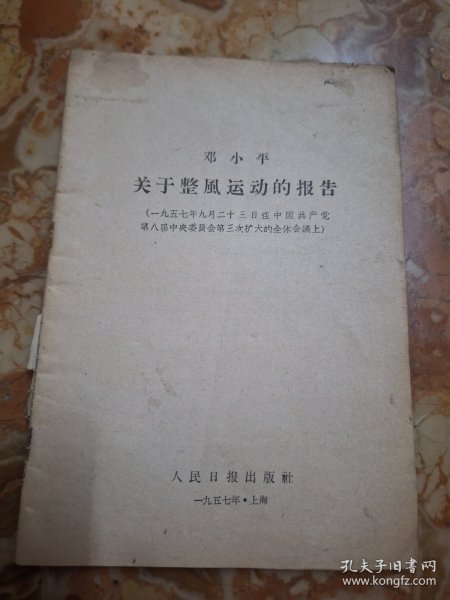 邓小平
关于整風运动的报告
（一九五七年九月二十三日在中国共产党
第八届中央委員会第三次扩大的全体会議上）
人民日报出版社
一九五七年·上海
孔夫子旧书网
www.kongfz.com